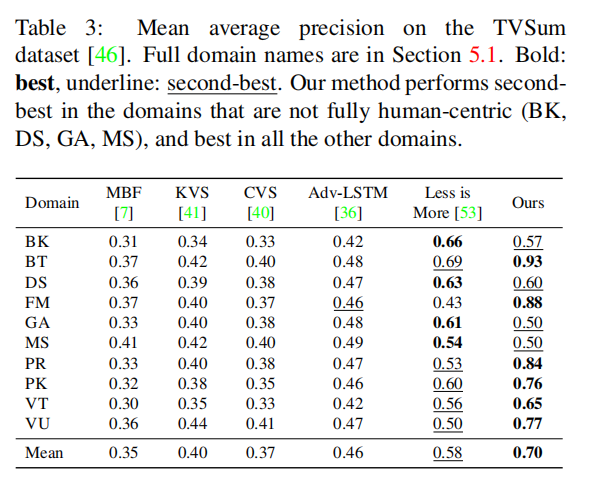 Table 3: Mean average precision on the TVSum
dataset [46]. Full domain names are in Section 5.1. Bold:
best, underline: second-best. Our method performs second-
best in the domains that are not fully human-centric (BK,
DS, GA, MS), and best in all the other domains.
Domain MBF [7] KVS [41] CVS [40] Adv-LSTM [36] Less is More [53] Ours
BK 0.31 0.34 0.33 0.42 0.66 0.57
BT 0.37 0.42 0.40 0.48 0.69 0.93
DS 0.36 0.39 0.38 0.47 0.63 0.60
FM 0.37 0.40 0.37 0.46 0.43 0.88
GA 0.33 0.40 0.38 0.48 0.61 0.50
MS 0.41 0.42 0.40 0.49 0.54 0.50
PR 0.33 0.40 0.38 0.47 0.53 0.84
PK 0.32 0.38 0.35 0.46 0.60 0.76
VT 0.30 0.35 0.33 0.42 0.56 0.65
VU 0.36 0.44 0.41 0.47 0.50 0.77
Mean 0.35 0.40 0.37 0.46 0.58 0.70